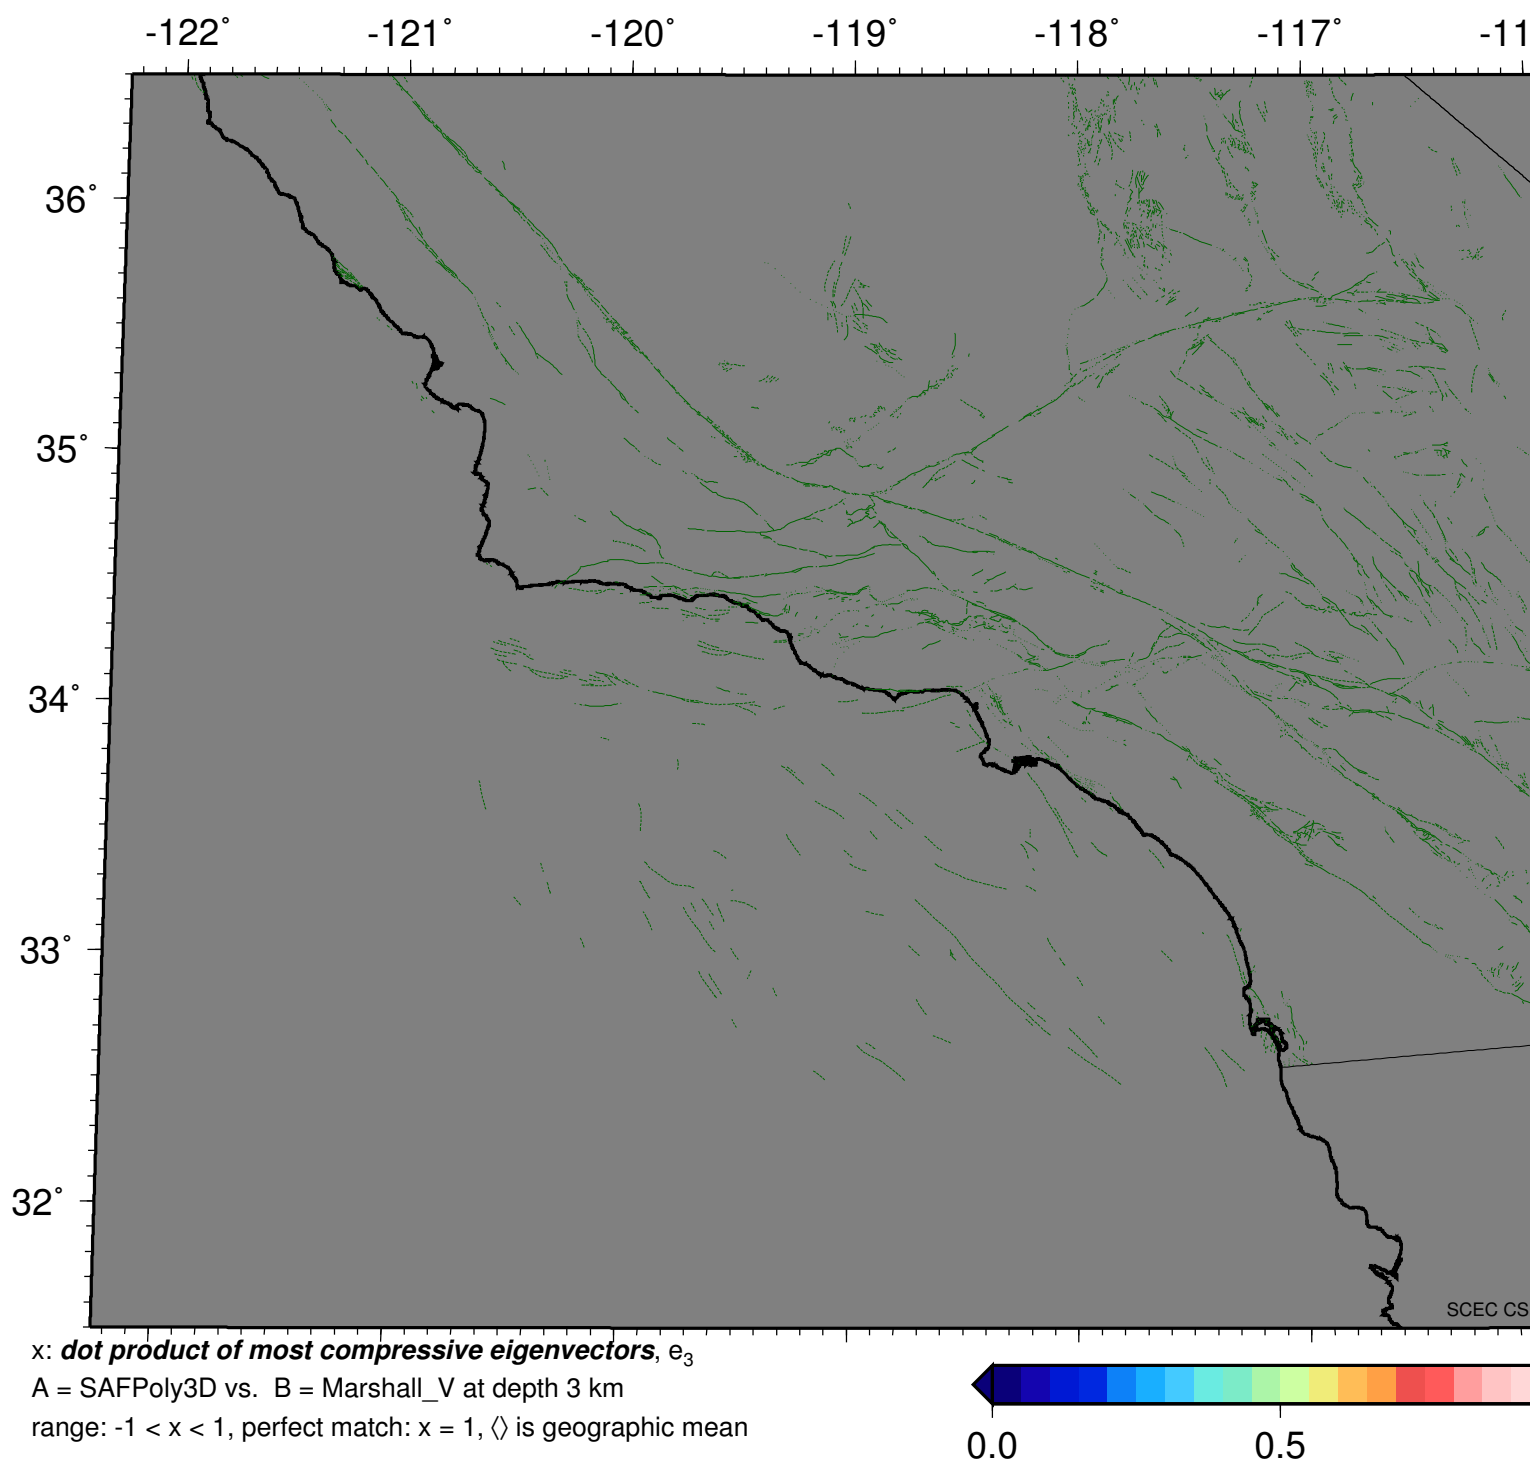 -122˚ -121˚ -120˚ -119˚ -118˚ -117˚ -11
36˚
35˚
34˚
33˚
32˚
SCEC CS
x: dot product of most compressive eigenvectors, e3
A = SAFPoly3D vs. B = Marshall_V at depth 3 km
range: -1 < x < 1, perfect match: x = 1, ⟨⟩ is geographic mean
0.0 0.5